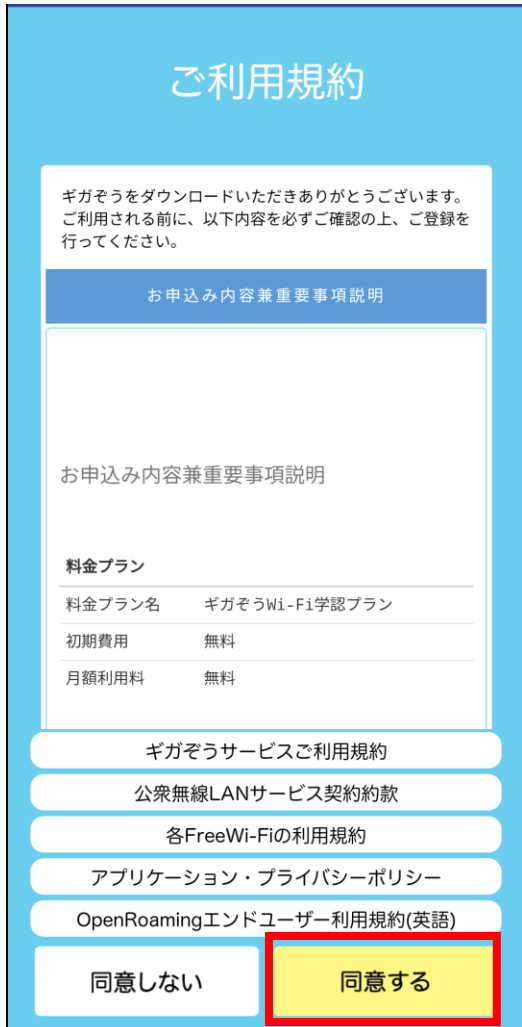 ご利用規約
ギガぞうをダウンロードいただきありがとうございます。
ご利用される前に、以下内容を必ずご確認の上、ご登録を
行ってください。
お申込み内容兼重要事項説明
お申込み内容兼重要事項説明
料金プラン
料金プラン名 ギガぞうWi-Fi学認プラン
初期費用 無料
月額利用料 無料
ギガぞうサービスご利用規約
公衆無線LANサービス契約約款
各FreeWi-Fiの利用規約
アプリケーション・プライバシーポリシー
OpenRoamingエンドユーザー利用規約(英語)
同意しない 同意する